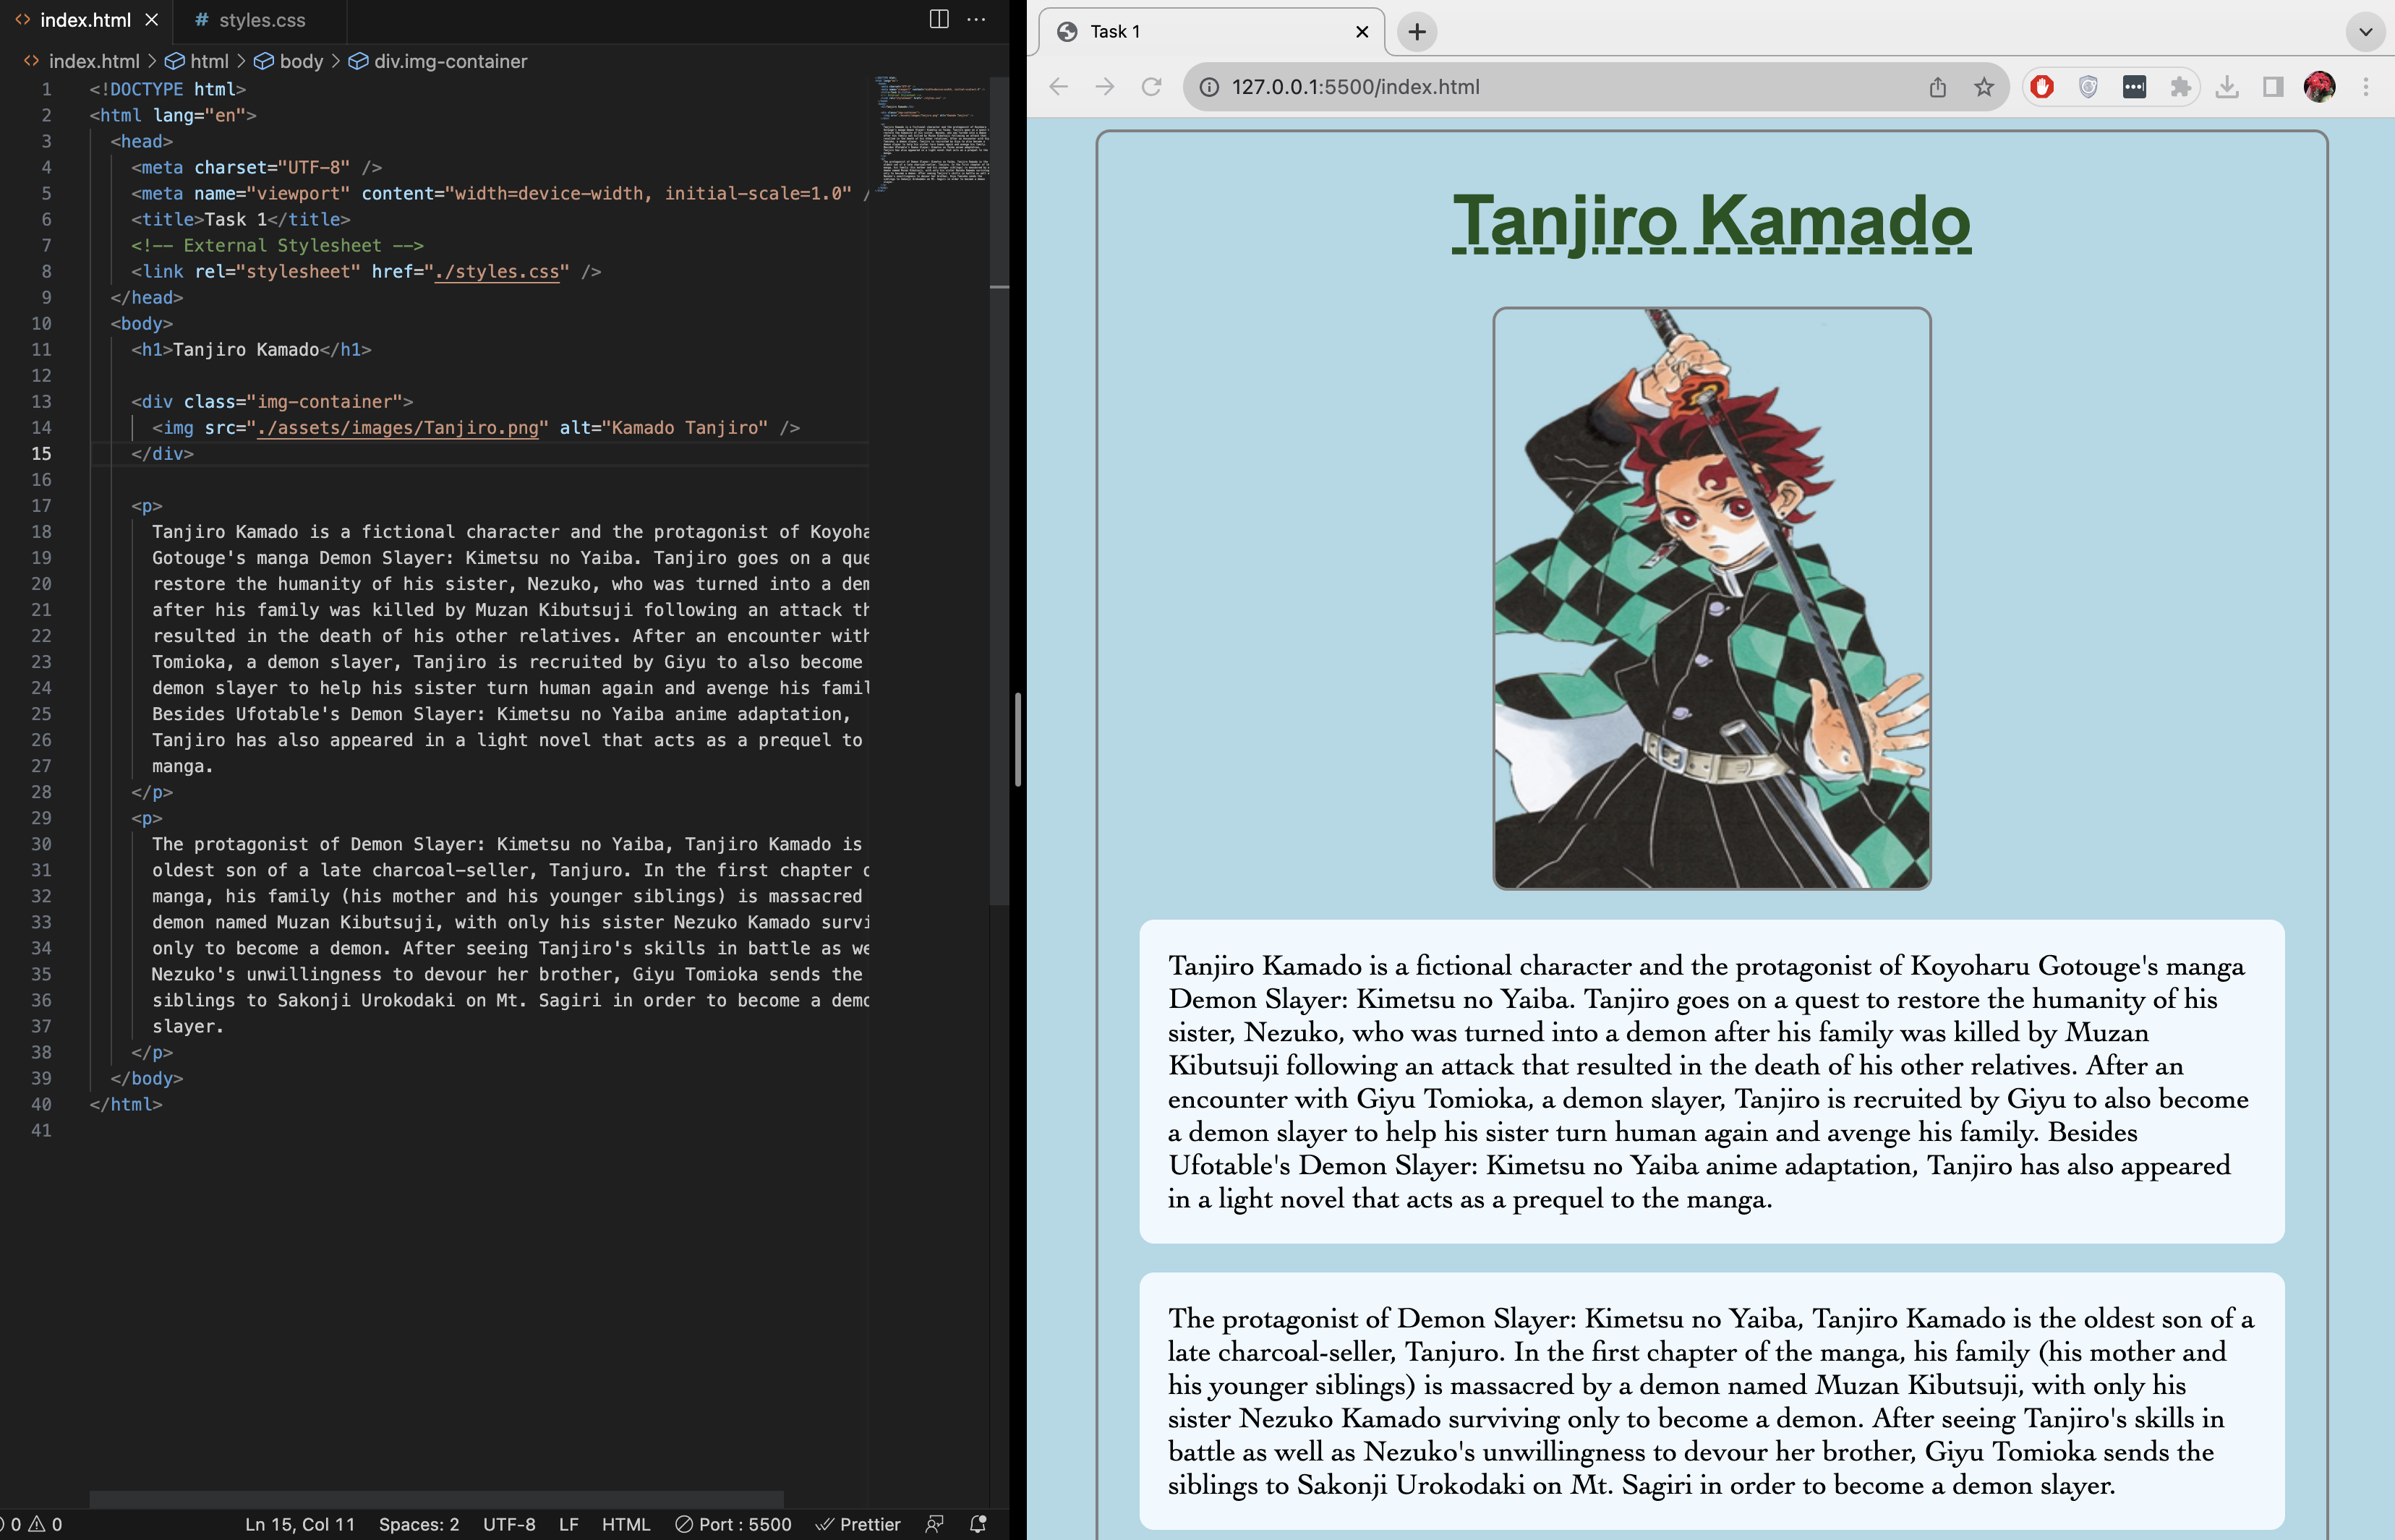 index.html
# styles.css
index.html > html > body > div.img-container
1 <!DOCTYPE html>
2 <html lang="en">
3 <head>
4 <meta charset="UTF-8" />
5 <meta name="viewport" content="width=device-width, initial-scale=1.0" /
6 <title>Task 1</title>
7 <!-- External Stylesheet -->
8 <link rel="stylesheet" href="./styles.css" />
9 </head>
10 <body>
11 <h1>Tanjiro Kamado</h1>
12
13 <div class="img-container">
14 <img src="./assets/images/Tanjiro.png" alt="Kamado Tanjiro" />
15 </div>
16
17 <p>
18 Tanjiro Kamado is a fictional character and the protagonist of Koyoha
19 Gotouge's manga Demon Slayer: Kimetsu no Yaiba. Tanjiro goes on a que
20 restore the humanity of his sister, Nezuko, who was turned into a dem
21 after his family was killed by Muzan Kibutsuji following an attack th
22 resulted in the death of his other relatives. After an encounter with
23 Tomioka, a demon slayer, Tanjiro is recruited by Giyu to also become
24 demon slayer to help his sister turn human again and avenge his famil
25 Besides Ufotable's Demon Slayer: Kimetsu no Yaiba anime adaptation,
26 Tanjiro has also appeared in a light novel that acts as a prequel to
27 manga.
28 </p>
29 <p>
30 The protagonist of Demon Slayer: Kimetsu no Yaiba, Tanjiro Kamado is
31 oldest son of a late charcoal-seller, Tanjuro. In the first chapter o
32 manga, his family (his mother and his younger siblings) is massacred
33 demon named Muzan Kibutsuji, with only his sister Nezuko Kamado survi
34 only to become a demon. After seeing Tanjiro's skills in battle as we
35 Nezuko's unwillingness to devour her brother, Giyu Tomioka sends the
36 siblings to Sakonji Urokodaki on Mt. Sagiri in order to become a demo
37 slayer.
38 </p>
39 </body>
40 </html>
41
0 0 Ln 15, Col 11 Spaces: 2 UTF-8 LF HTML Port : 5500 Prettier
Task 1
127.0.0.1:5500/index.html
Tanjiro Kamado
Tanjiro Kamado is a fictional character and the protagonist of Koyoharu Gotouge's manga
Demon Slayer: Kimetsu no Yaiba. Tanjiro goes on a quest to restore the humanity of his
sister, Nezuko, who was turned into a demon after his family was killed by Muzan
Kibutsuji following an attack that resulted in the death of his other relatives. After an
encounter with Giyu Tomioka, a demon slayer, Tanjiro is recruited by Giyu to also become
a demon slayer to help his sister turn human again and avenge his family. Besides
Ufotable's Demon Slayer: Kimetsu no Yaiba anime adaptation, Tanjiro has also appeared
in a light novel that acts as a prequel to the manga.
The protagonist of Demon Slayer: Kimetsu no Yaiba, Tanjiro Kamado is the oldest son of a
late charcoal-seller, Tanjuro. In the first chapter of the manga, his family (his mother and
his younger siblings) is massacred by a demon named Muzan Kibutsuji, with only his
sister Nezuko Kamado surviving only to become a demon. After seeing Tanjiro's skills in
battle as well as Nezuko's unwillingness to devour her brother, Giyu Tomioka sends the
siblings to Sakonji Urokodaki on Mt. Sagiri in order to become a demon slayer.